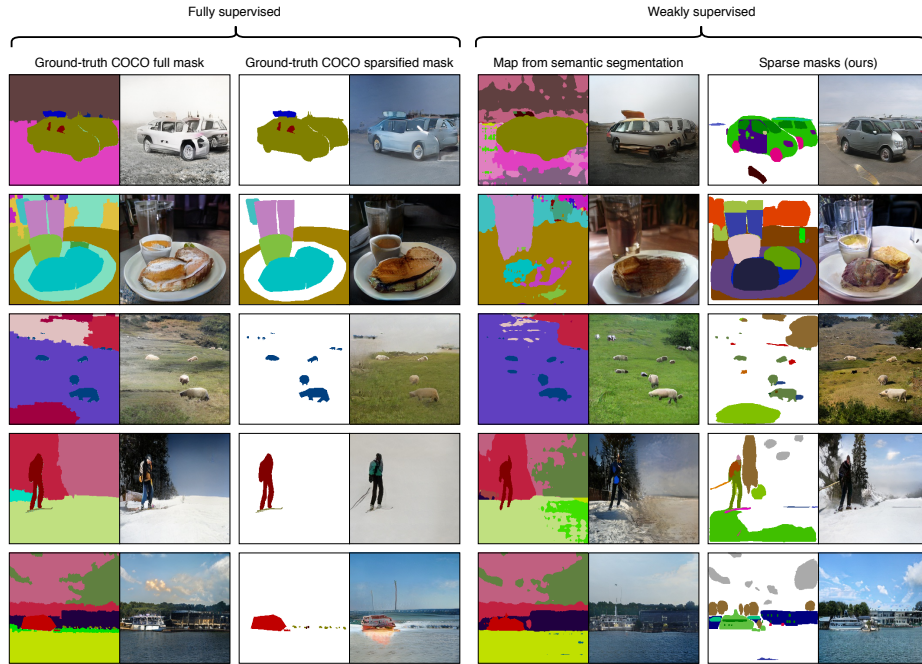 Fully supervised
Weakly supervised
Ground-truth COCO full mask
Ground-truth COCO sparsified mask
Map from semantic segmentation
Sparse masks (ours)